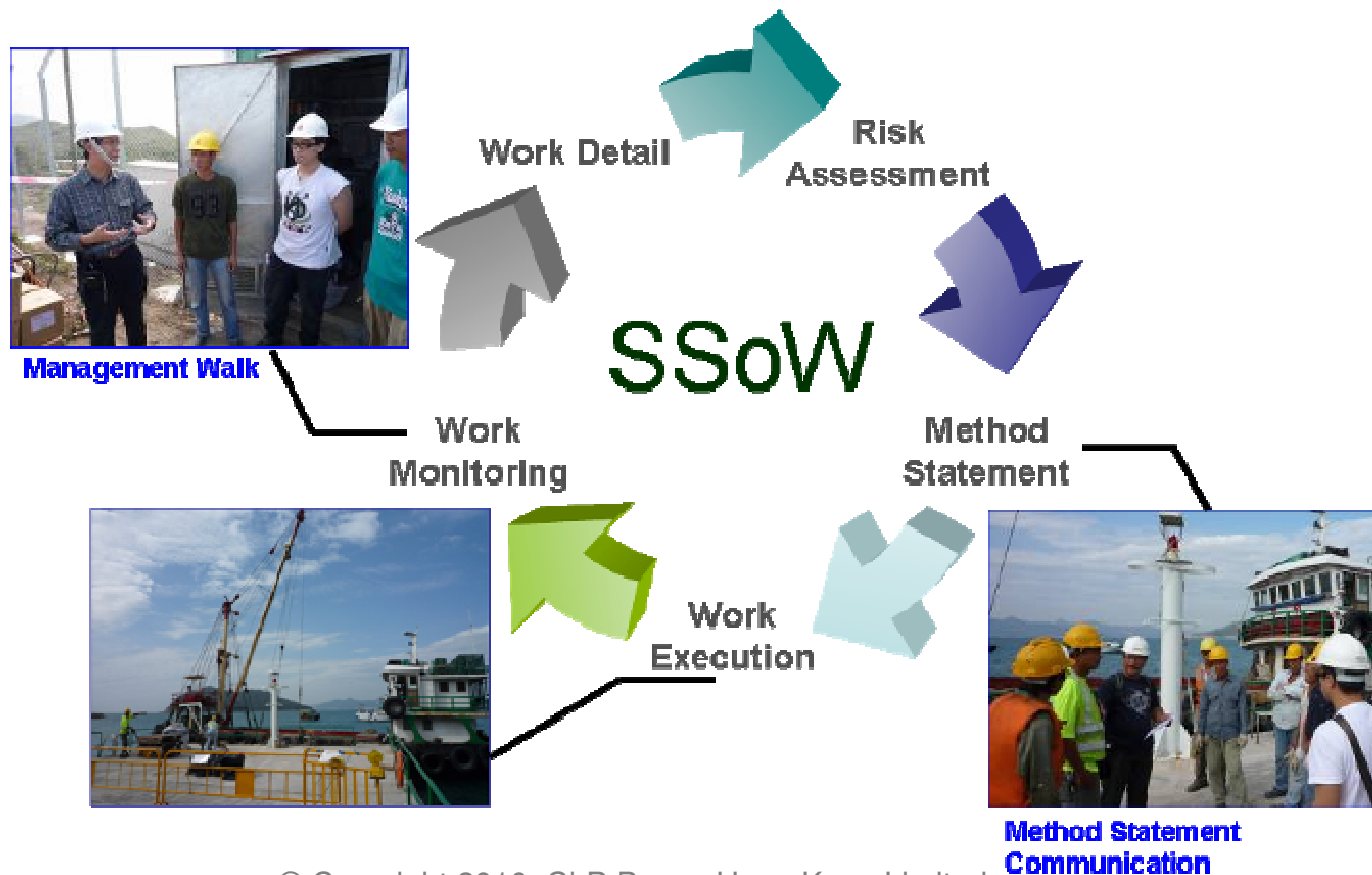 Work Detail
Risk
Assessment
SSoW
Management Walk
Work
Monitoring
Method
Statement
Work
Execution
Method Statement
Communication